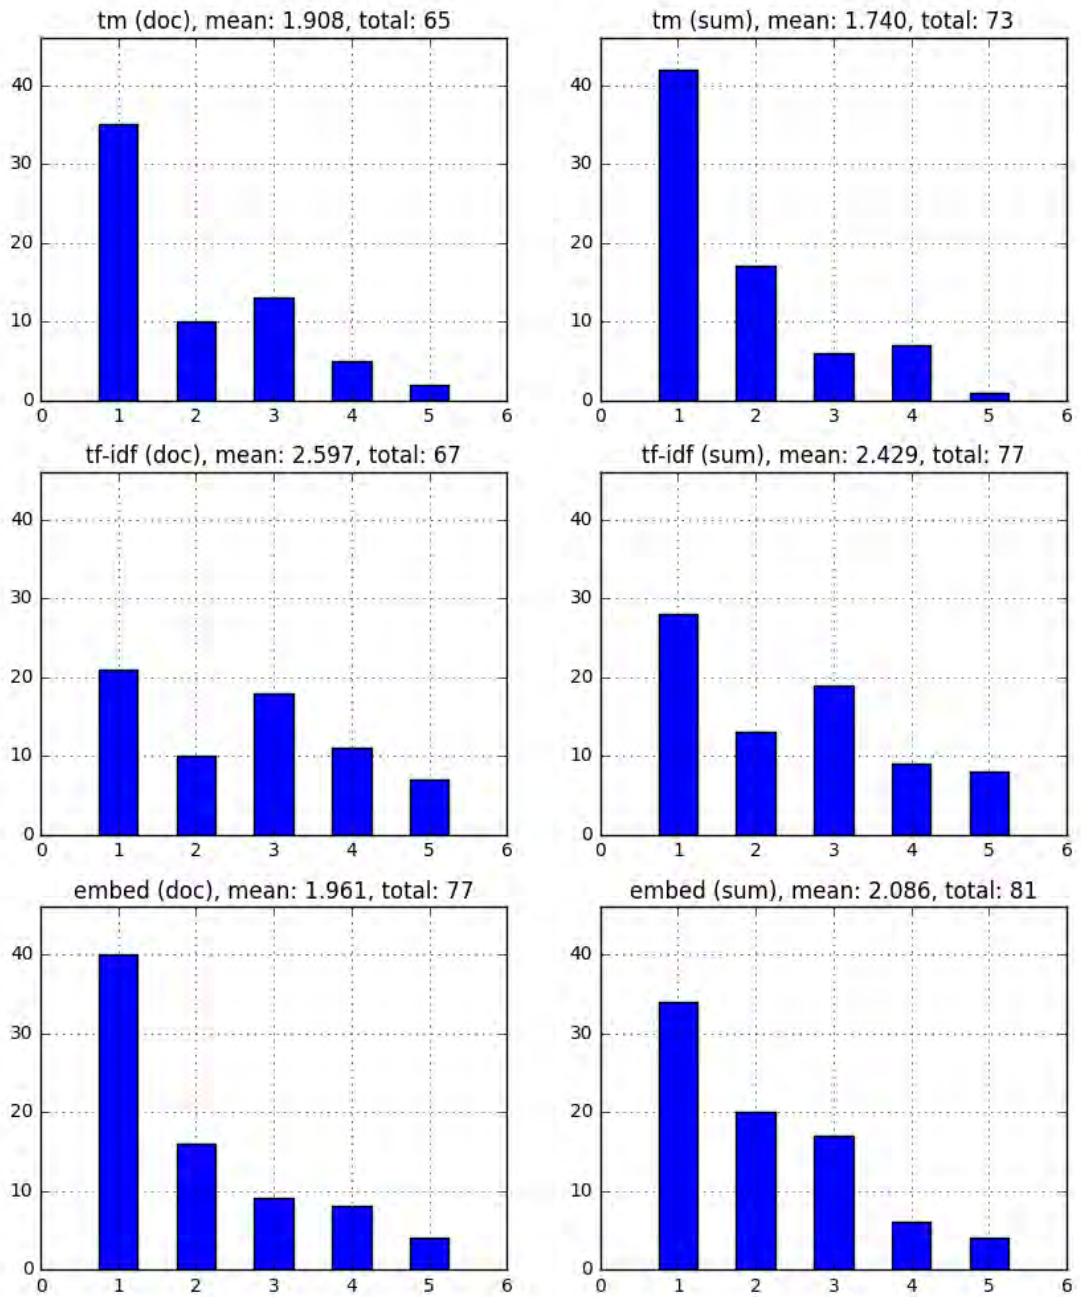 tm (doc), mean: 1.908, total: 65
40
30
20
10
0
0 1 2 3 4 5 6
tm (sum), mean: 1.740, total: 73
40
30
20
10
0
0 1 2 3 4 5 6
tf-idf (doc), mean: 2.597, total: 67
40
30
20
10
0
0 1 2 3 4 5 6
tf-idf (sum), mean: 2.429, total: 77
40
30
20
10
0
0 1 2 3 4 5 6
embed (doc), mean: 1.961, total: 77
40
30
20
10
0
0 1 2 3 4 5 6
embed (sum), mean: 2.086, total: 81
40
30
20
10
0
0 1 2 3 4 5 6